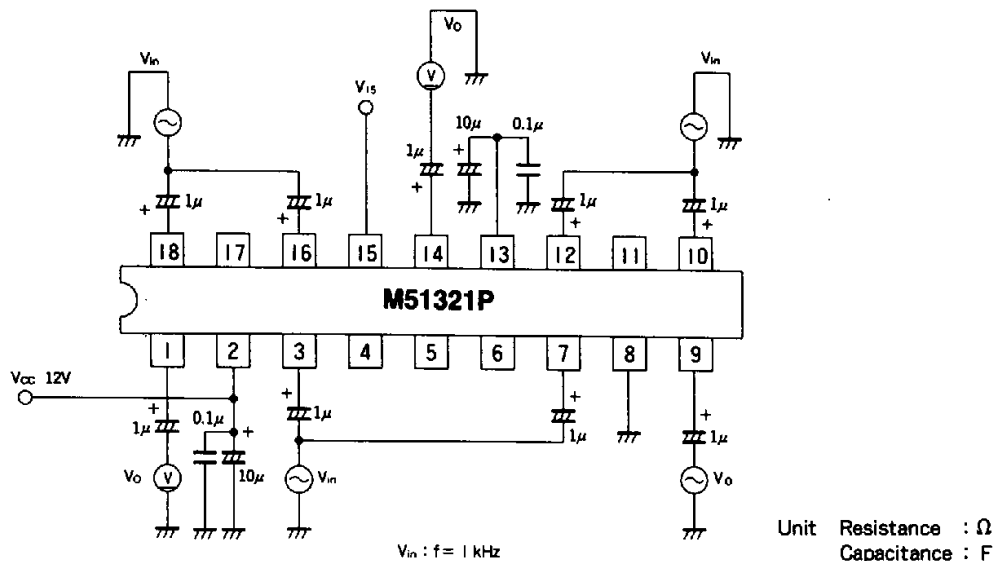 Vo
Vin
V15
Vin
10μ
0.1μ
1μ
1μ
1μ
1μ
1μ
+
+
+
+
+
+
18
17
16
15
14
13
12
11
10
M51321P
1
2
3
4
5
6
7
8
9
Vcc 12V
+
0.1μ
+
+
+
+
1μ
1μ
1μ
1μ
Vo
V
10μ
Vin
Vo
V
Vin : f = 1 kHz
Unit Resistance : Ω
Capacitance : F